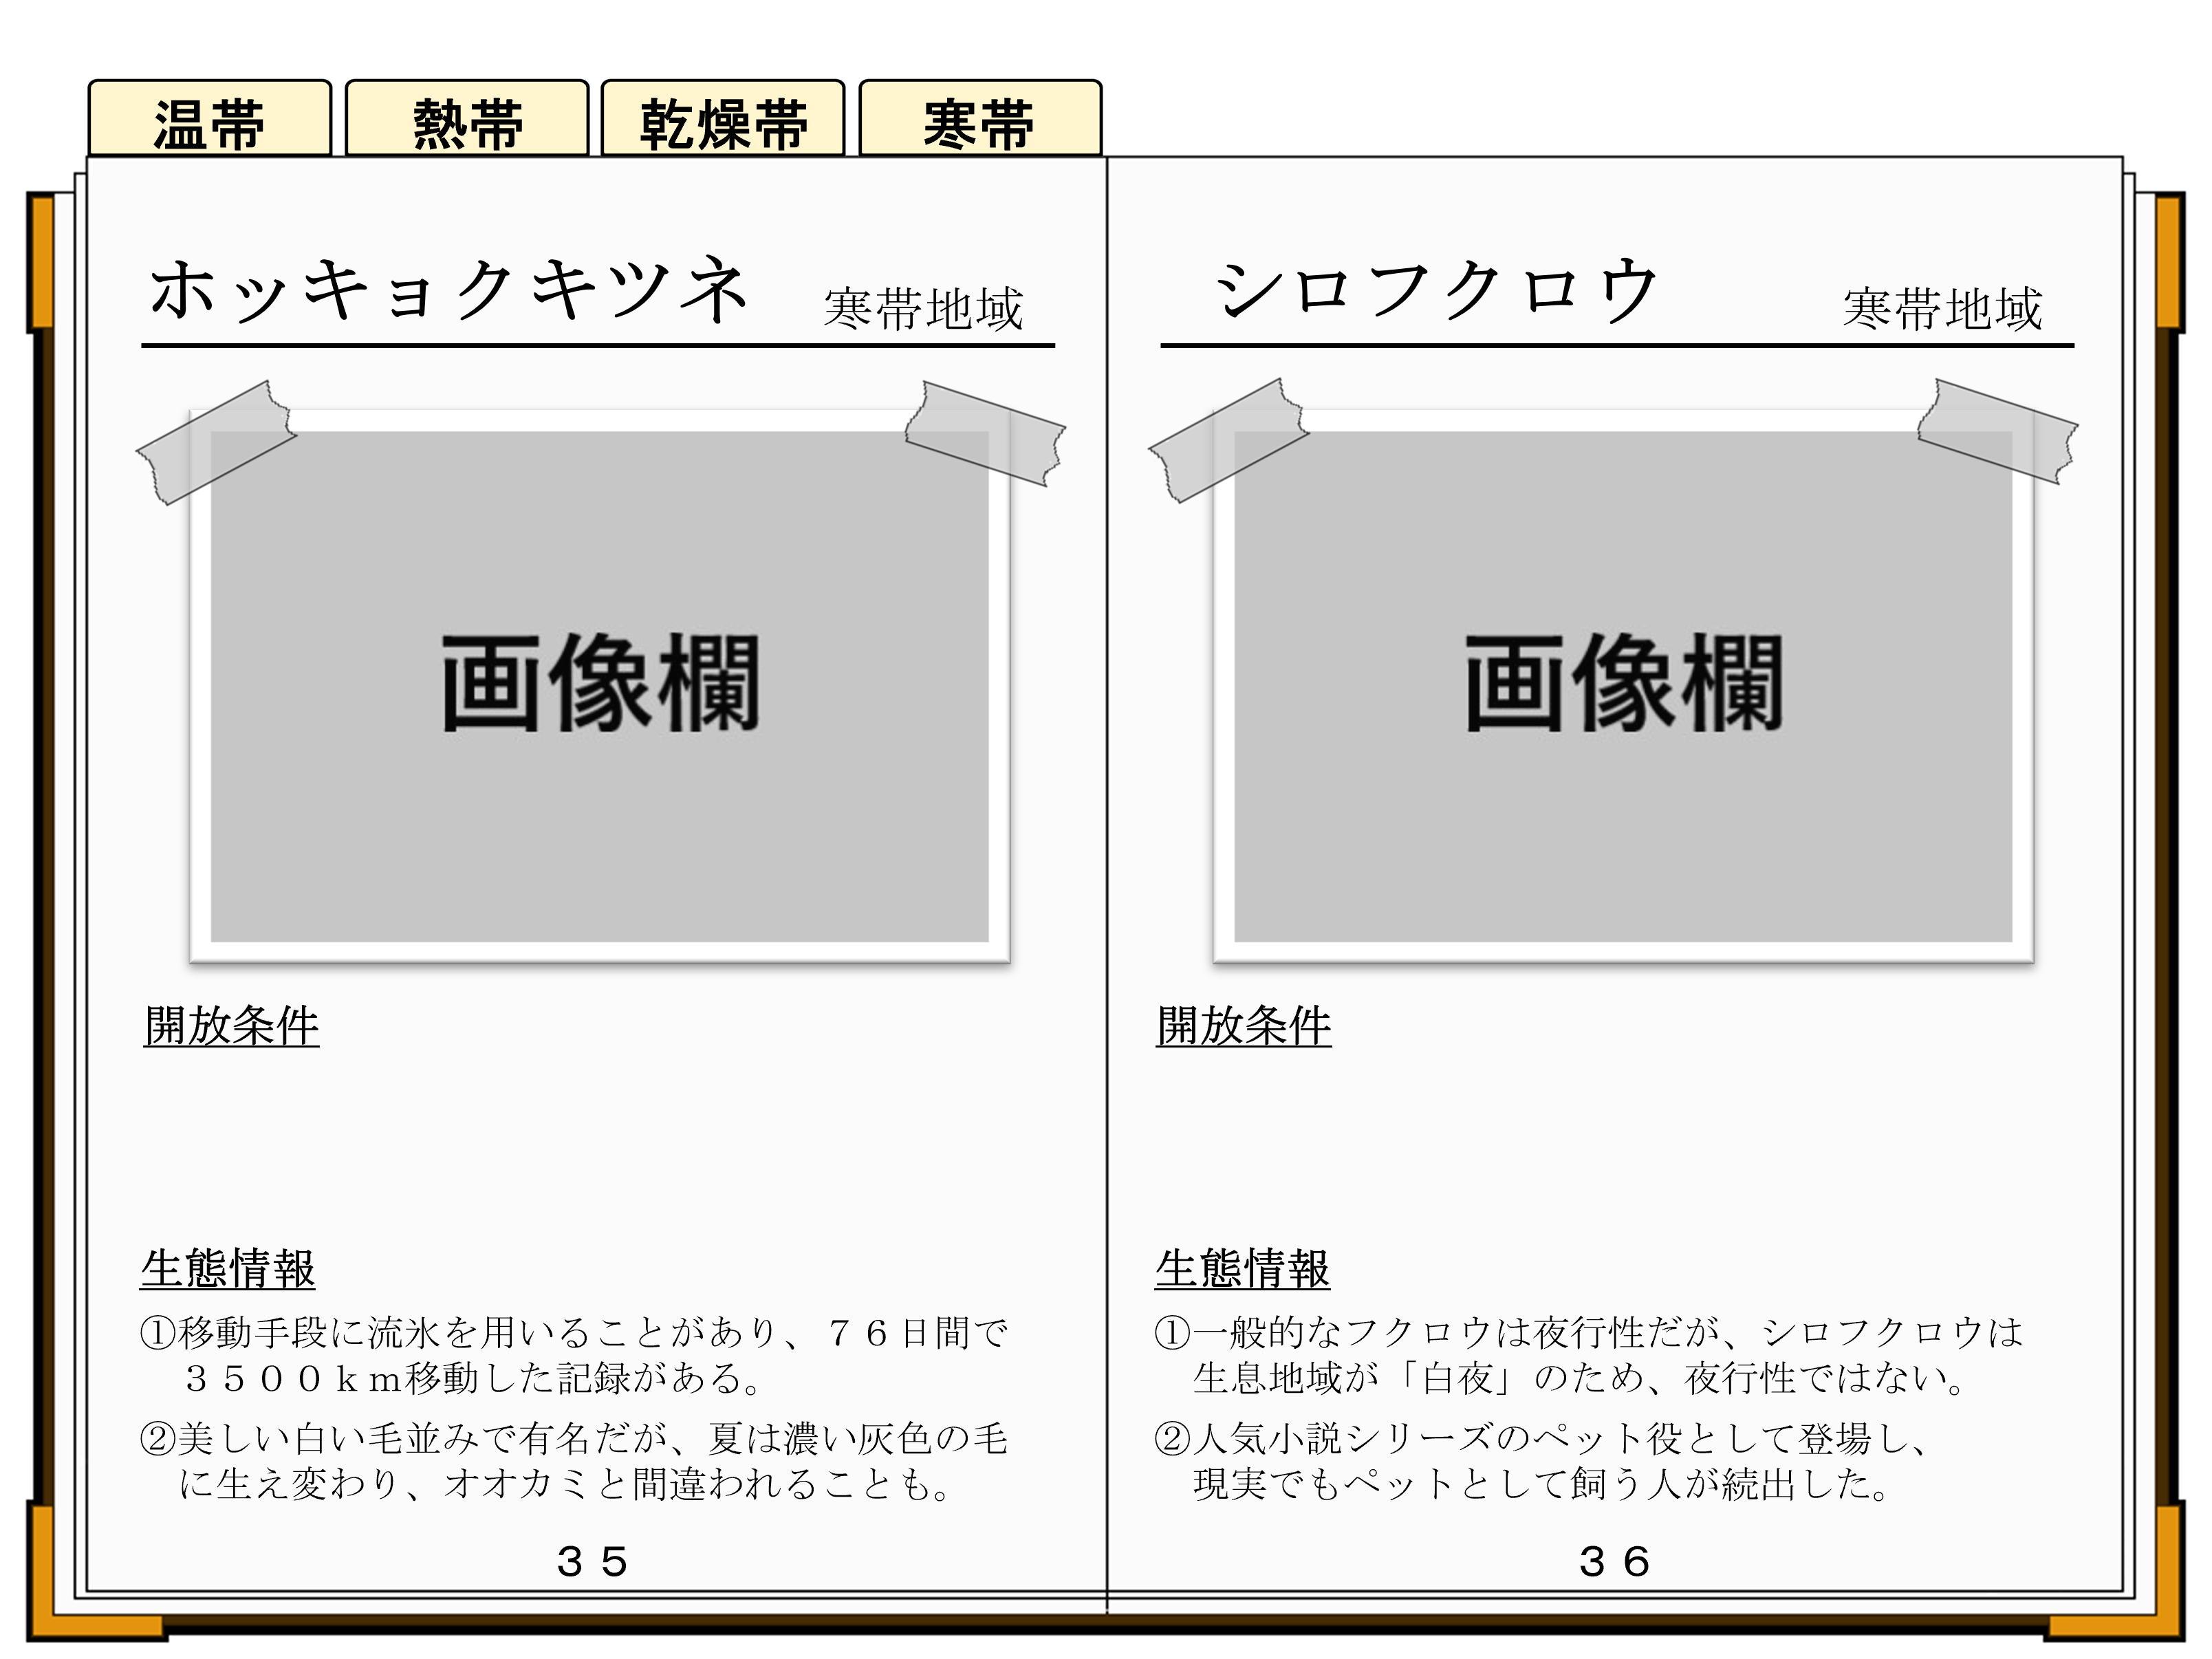 温帯
熱帯
乾燥帯
寒帯
ホッキョクキツネ 寒帯地域
画像欄
開放条件
生態情報
①移動手段に流氷を用いることがあり、７６日間で
３５００ｋｍ移動した記録がある。
②美しい白い毛並みで有名だが、夏は濃い灰色の毛
に生え変わり、オオカミと間違われることも。
３５
シロフクロウ 寒帯地域
画像欄
開放条件
生態情報
①一般的なフクロウは夜行性だが、シロフクロウは
生息地域が「白夜」のため、夜行性ではない。
②人気小説シリーズのペット役として登場し、
現実でもペットとして飼う人が続出した。
３６